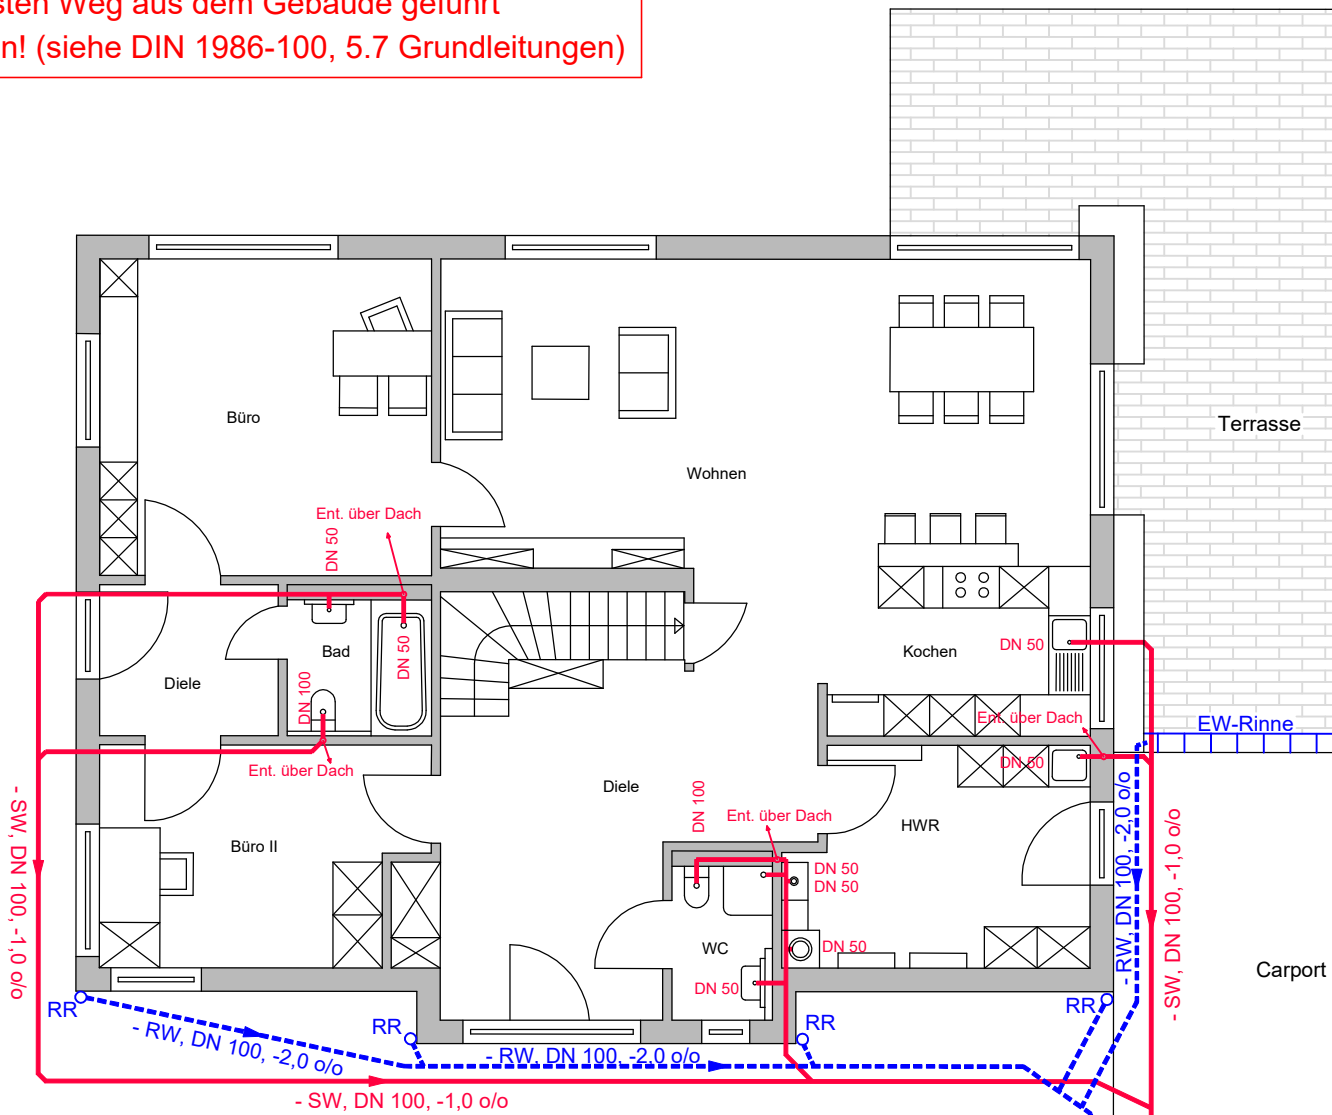 sten Weg aus dem Gebäude geführt
n! (siehe DIN 1986-100, 5.7 Grundleitungen)
Büro
Wohnen
Terrasse
Ent. über Dach
DN 50
Bad
DN 50
DN 100
Diele
Ent. über Dach
Kochen
DN 50
Ent. über Dach
DN 50
EW-Rinne
Diele
DN 100
Ent. über Dach
HWR
DN 50
DN 50
DN 50
WC
DN 50
Büro II
Carport
- SW, DN 100, -1,0 o/o
- RW, DN 100, -2,0 o/o
- SW, DN 100, -1,0 o/o
RR
RR
RR
RR
- RW, DN 100, -2,0 o/o
- RW, DN 100, -2,0 o/o
- SW, DN 100, -1,0 o/o